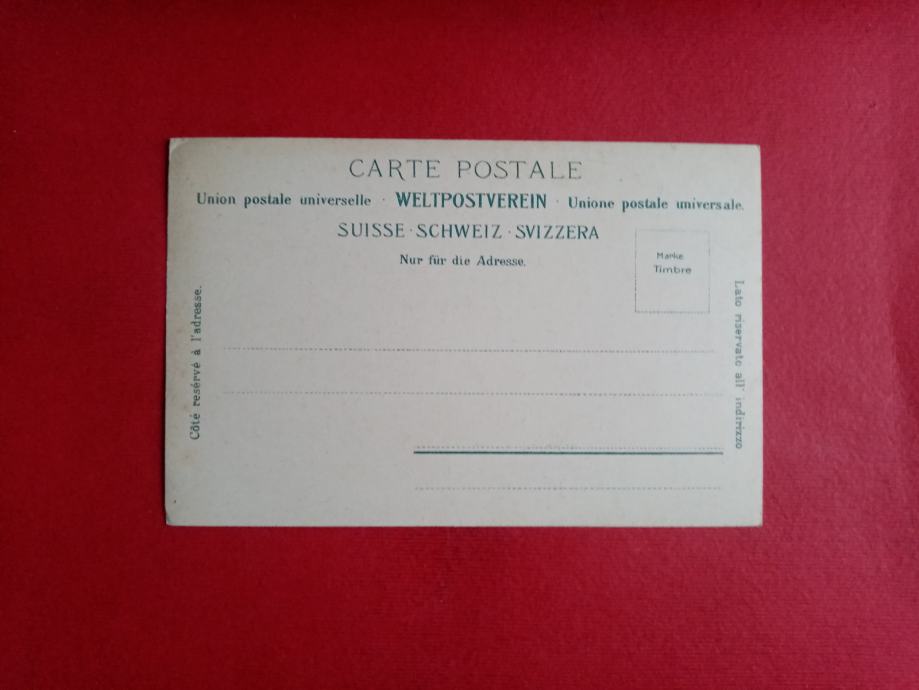 CARTE POSTALE
Union postale universelle · WELTPOSTVEREIN · Unione postale universale.
SUISSE · SCHWEIZ · SVIZZERA
Nur für die Adresse.
Marke
Timbre
Côté resérvé à l'adresse.
Lato riservato all' indirizzo